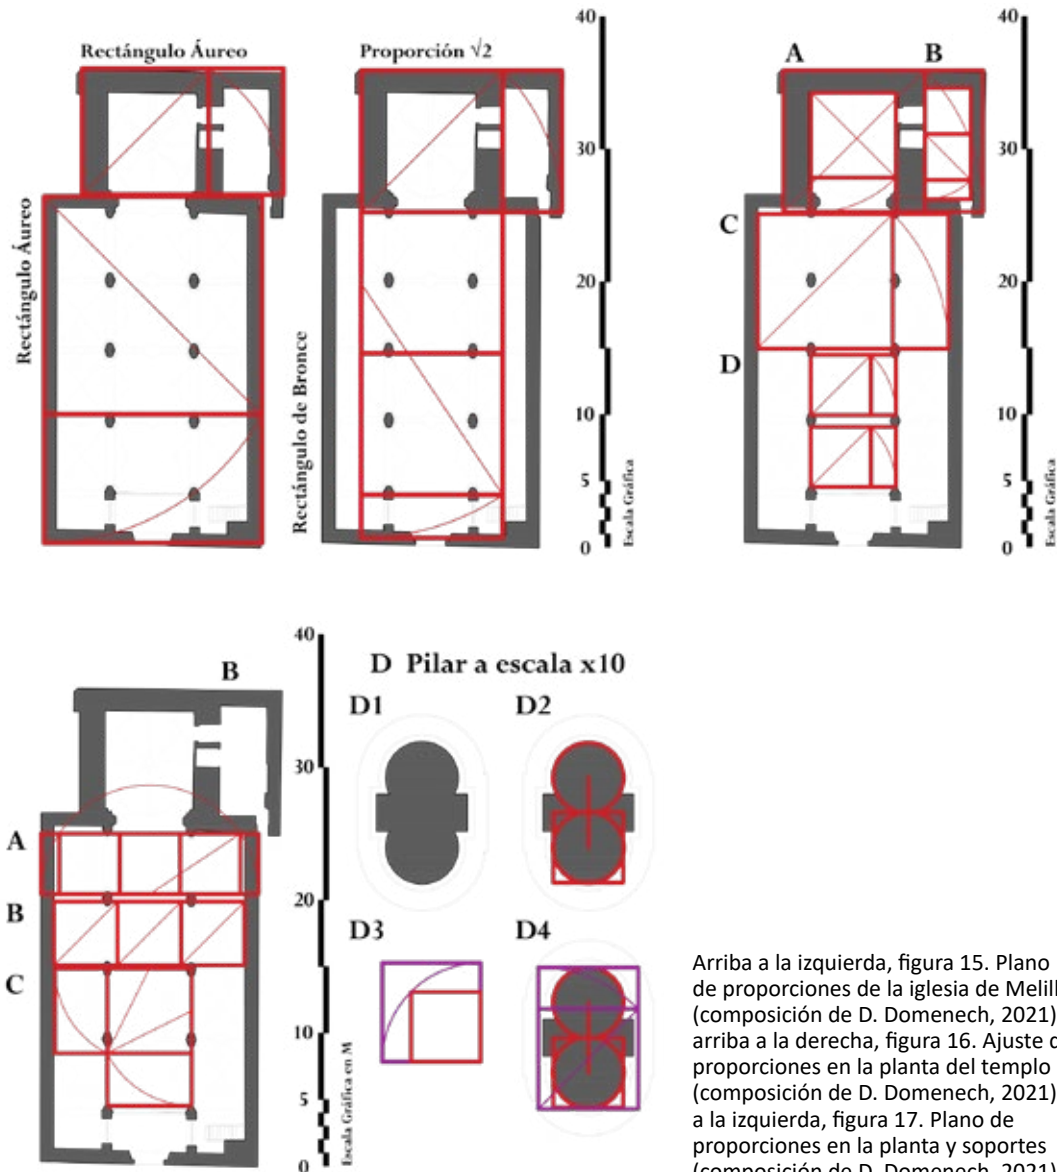 Rectángulo Áureo
Proporción √2
Rectángulo Áureo
Rectángulo de Bronce
40
30
20
10
5
0
Escala Gráfica
A
B
C
D
40
30
20
10
5
0
Escala Gráfica
B
A
B
C
40
30
20
10
5
0
Escala Gráfica en M
D Pilar a escala x10
D1
D2
D3
D4
Arriba a la izquierda, figura 15. Plano
de proporciones de la iglesia de Melill
(composición de D. Domenech, 2021)
arriba a la derecha, figura 16. Ajuste d
proporciones en la planta del templo
(composición de D. Domenech, 2021)
a la izquierda, figura 17. Plano de
proporciones en la planta y soportes
(composición de D. Domenech, 2021)